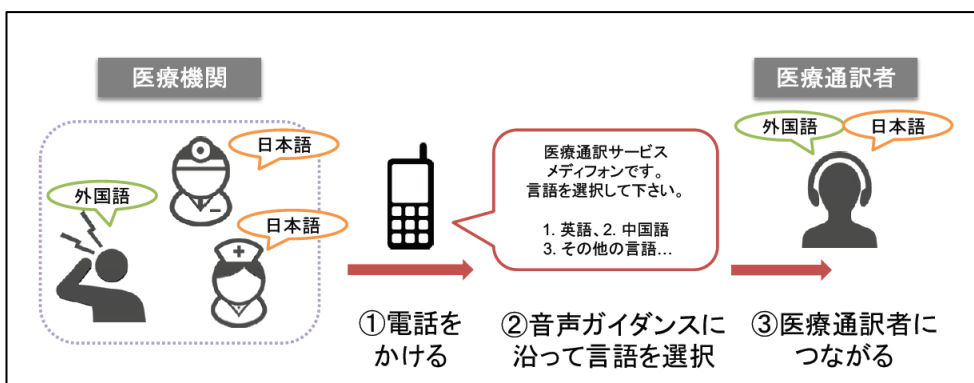 医療機関
医療通訳者
日本語
外国語
日本語
医療通訳サービス
メディフォンです。
言語を選択して下さい。
1. 英語、2. 中国語
3. その他の言語…
外国語
日本語
①電話を
かける
②音声ガイダンスに
沿って言語を選択
③医療通訳者に
つながる